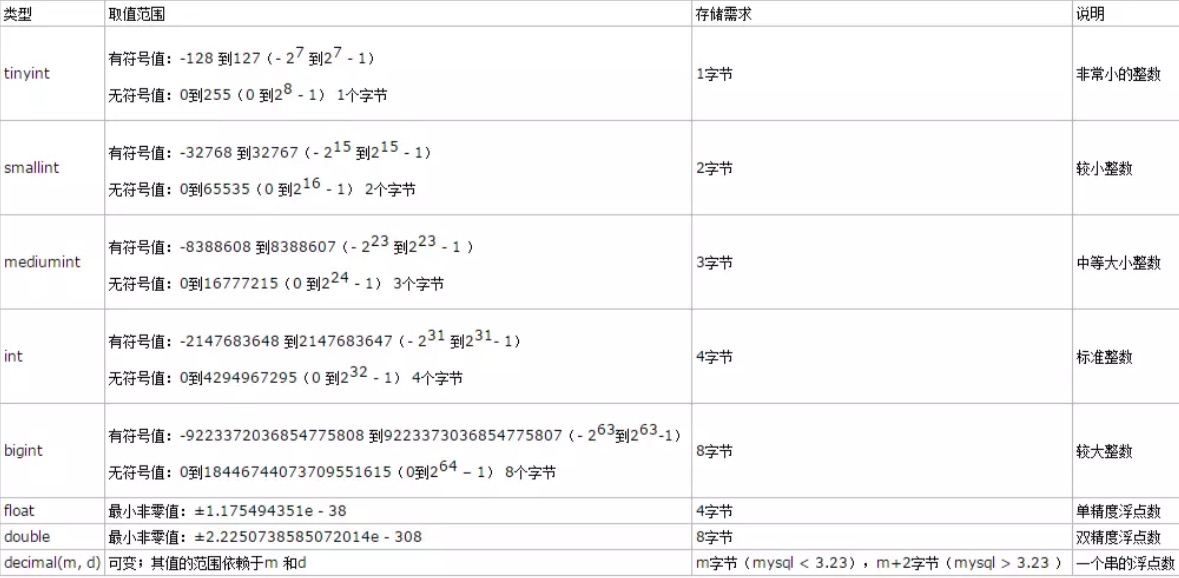 类型 取值范围 存储需求 说明
tinyint 有符号值：-128 到127（- 2^7 到2^7 - 1） 1字节 非常小的整数
无符号值：0到255（0 到2^8 - 1） 1个字节
smallint 有符号值：-32768 到32767（- 2^15 到2^15 - 1） 2字节 较小整数
无符号值：0到65535（0 到2^16 - 1） 2个字节
mediumint 有符号值：-8388608 到8388607（- 2^23 到2^23 - 1 ） 3字节 中等大小整数
无符号值：0到16777215（0 到2^24 - 1） 3个字节
int 有符号值：-2147683648 到2147683647（- 2^31 到2^31- 1） 4字节 标准整数
无符号值：0到4294967295（0 到2^32 - 1） 4个字节
bigint 有符号值：-9223372036854775808 到9223373036854775807（- 2^63到2^63-1） 8字节 较大整数
无符号值：0到18446744073709551615（0到2^64 – 1） 8个字节
float 最小非零值：±1.175494351e - 38 4字节 单精度浮点数
double 最小非零值：±2.2250738585072014e - 308 8字节 双精度浮点数
decimal(m, d) 可变；其值的范围依赖于m 和d m字节（mysql < 3.23），m+2字节（mysql > 3.23 ） 一个串的浮点数